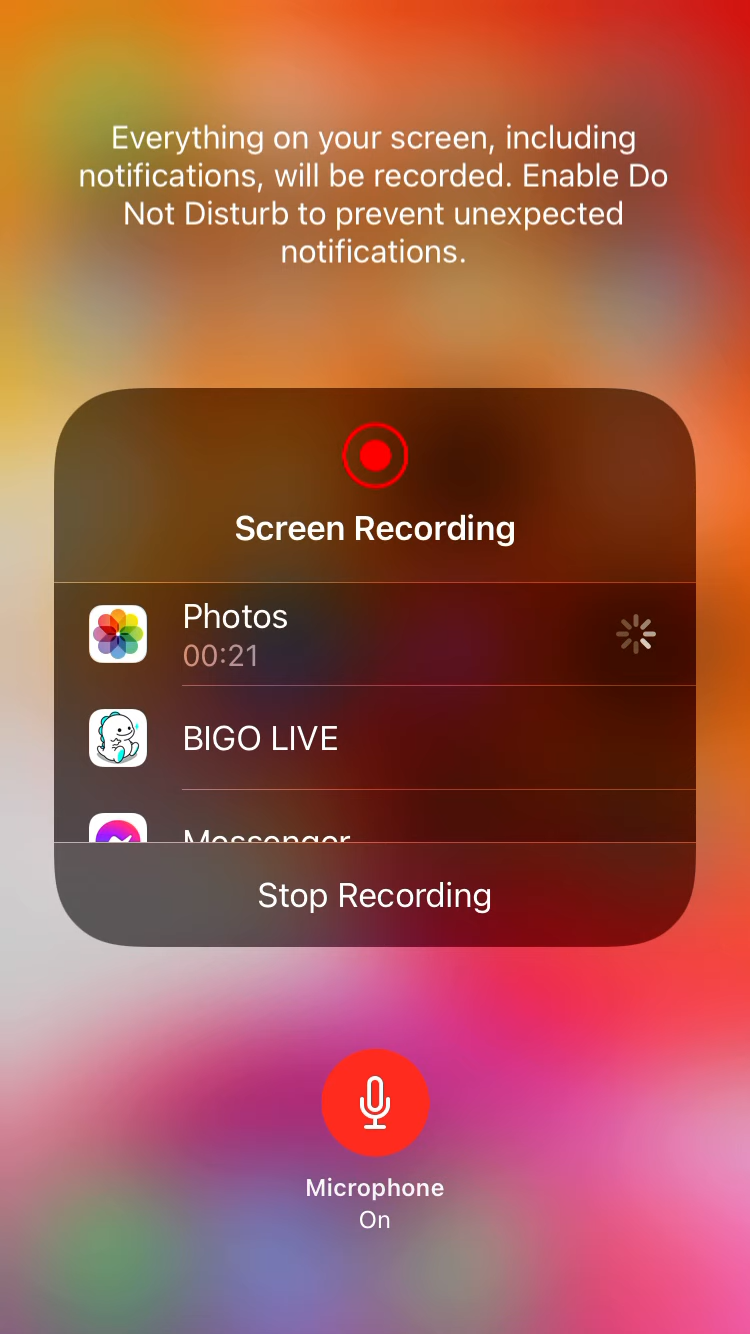 Everything on your screen, including
notifications, will be recorded. Enable Do
Not Disturb to prevent unexpected
notifications.
Screen Recording
Photos
00:21
BIGO LIVE
Messenger
Stop Recording
Microphone
On